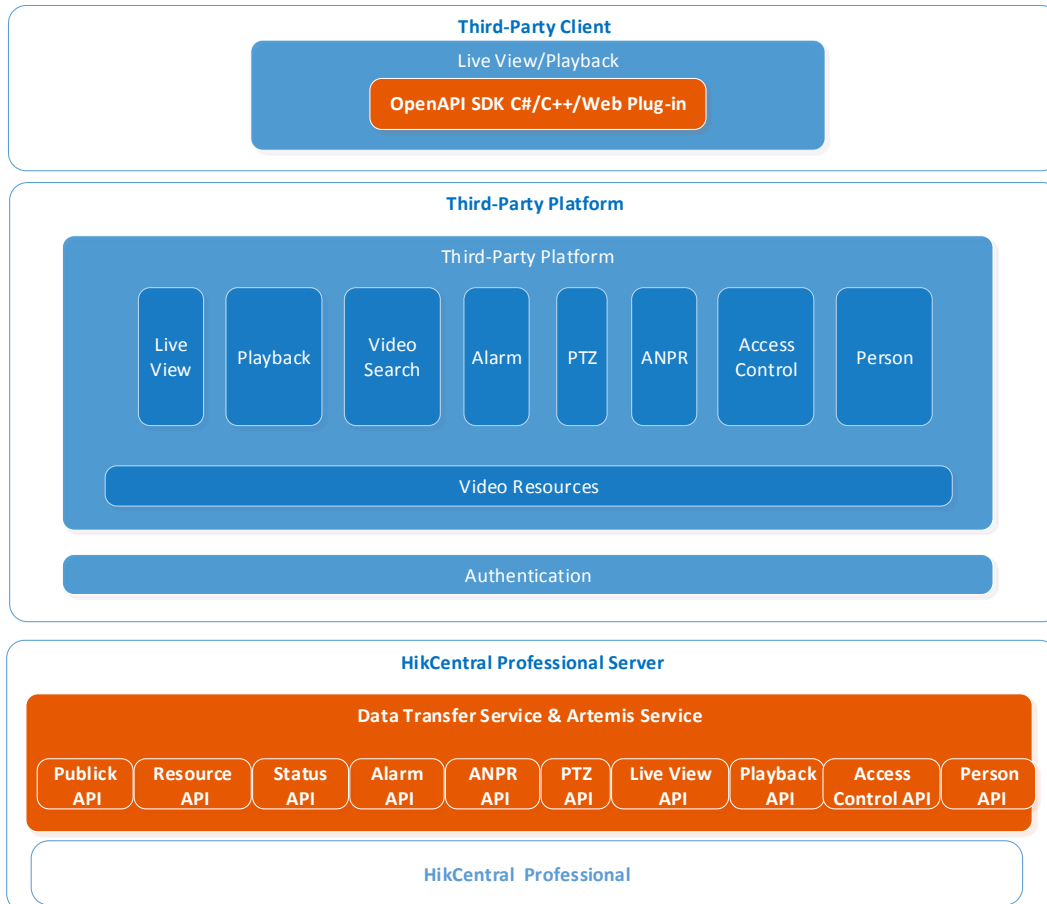 Third-Party Client
Live View/Playback
OpenAPI SDK C#/C++/Web Plug-in
Third-Party Platform
Third-Party Platform
Live
View
Playback
Video
Search
Alarm
PTZ
ANPR
Access
Control
Person
Video Resources
Authentication
HikCentral Professional Server
Data Transfer Service & Artemis Service
Publick
API
Resource
API
Status
API
Alarm
API
ANPR
API
PTZ
API
Live View
API
Playback
API
Access
Control API
Person
API
HikCentral Professional